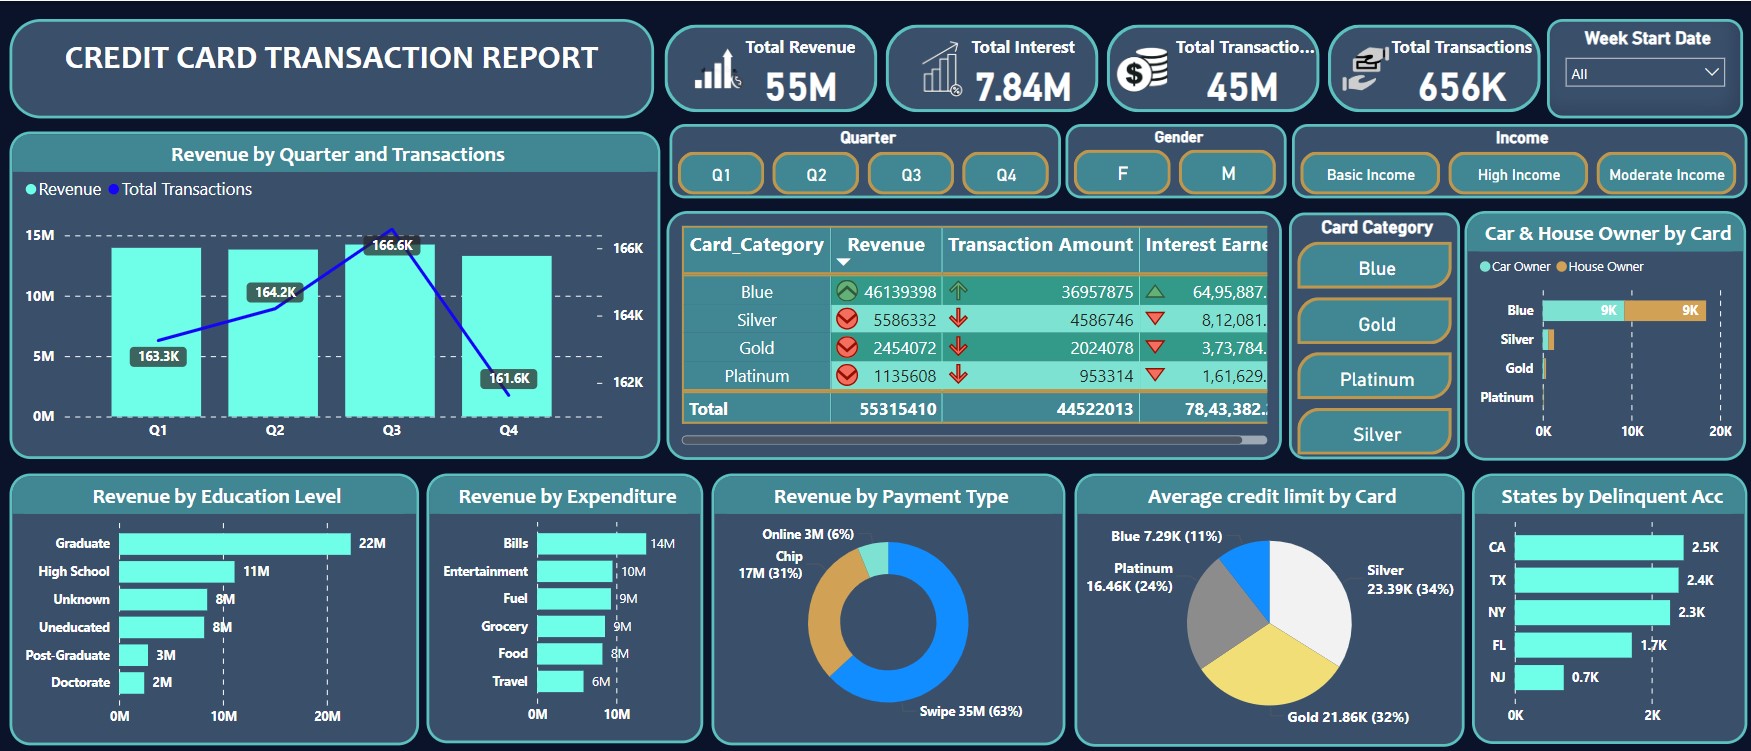 CREDIT CARD TRANSACTION REPORT
Total Revenue
55M
Total Interest
7.84M
Total Transactio...
45M
Total Transactions
656K
Week Start Date
All
Quarter
Q1
Q2
Q3
Q4
Gender
F
M
Income
Basic Income
High Income
Moderate Income
Revenue by Quarter and Transactions
Revenue
Total Transactions
15M
10M
5M
0M
166K
164K
162K
163.3K
164.2K
166.6K
161.6K
Q1
Q2
Q3
Q4
Card_Category Revenue Transaction Amount Interest Earne
Blue 46139398 36957875 64,95,887.
Silver 5586332 4586746 8,12,081.
Gold 2454072 2024078 3,73,784.
Platinum 1135608 953314 1,61,629.
Total 55315410 44522013 78,43,382.
Card Category
Blue
Gold
Platinum
Silver
Car & House Owner by Card
Car Owner
House Owner
Blue 9K 9K
Silver
Gold
Platinum
0K 10K 20K
Revenue by Education Level
Graduate 22M
High School 11M
Unknown 8M
Uneducated 8M
Post-Graduate 3M
Doctorate 2M
0M 10M 20M
Revenue by Expenditure
Bills 14M
Entertainment 10M
Fuel 9M
Grocery 9M
Food 8M
Travel 6M
0M 10M
Revenue by Payment Type
Online 3M (6%)
Chip
17M (31%)
Swipe 35M (63%)
Average credit limit by Card
Blue 7.29K (11%)
Platinum
16.46K (24%)
Silver
23.39K (34%)
Gold 21.86K (32%)
States by Delinquent Acc
CA 2.5K
TX 2.4K
NY 2.3K
FL 1.7K
NJ 0.7K
0K 2K